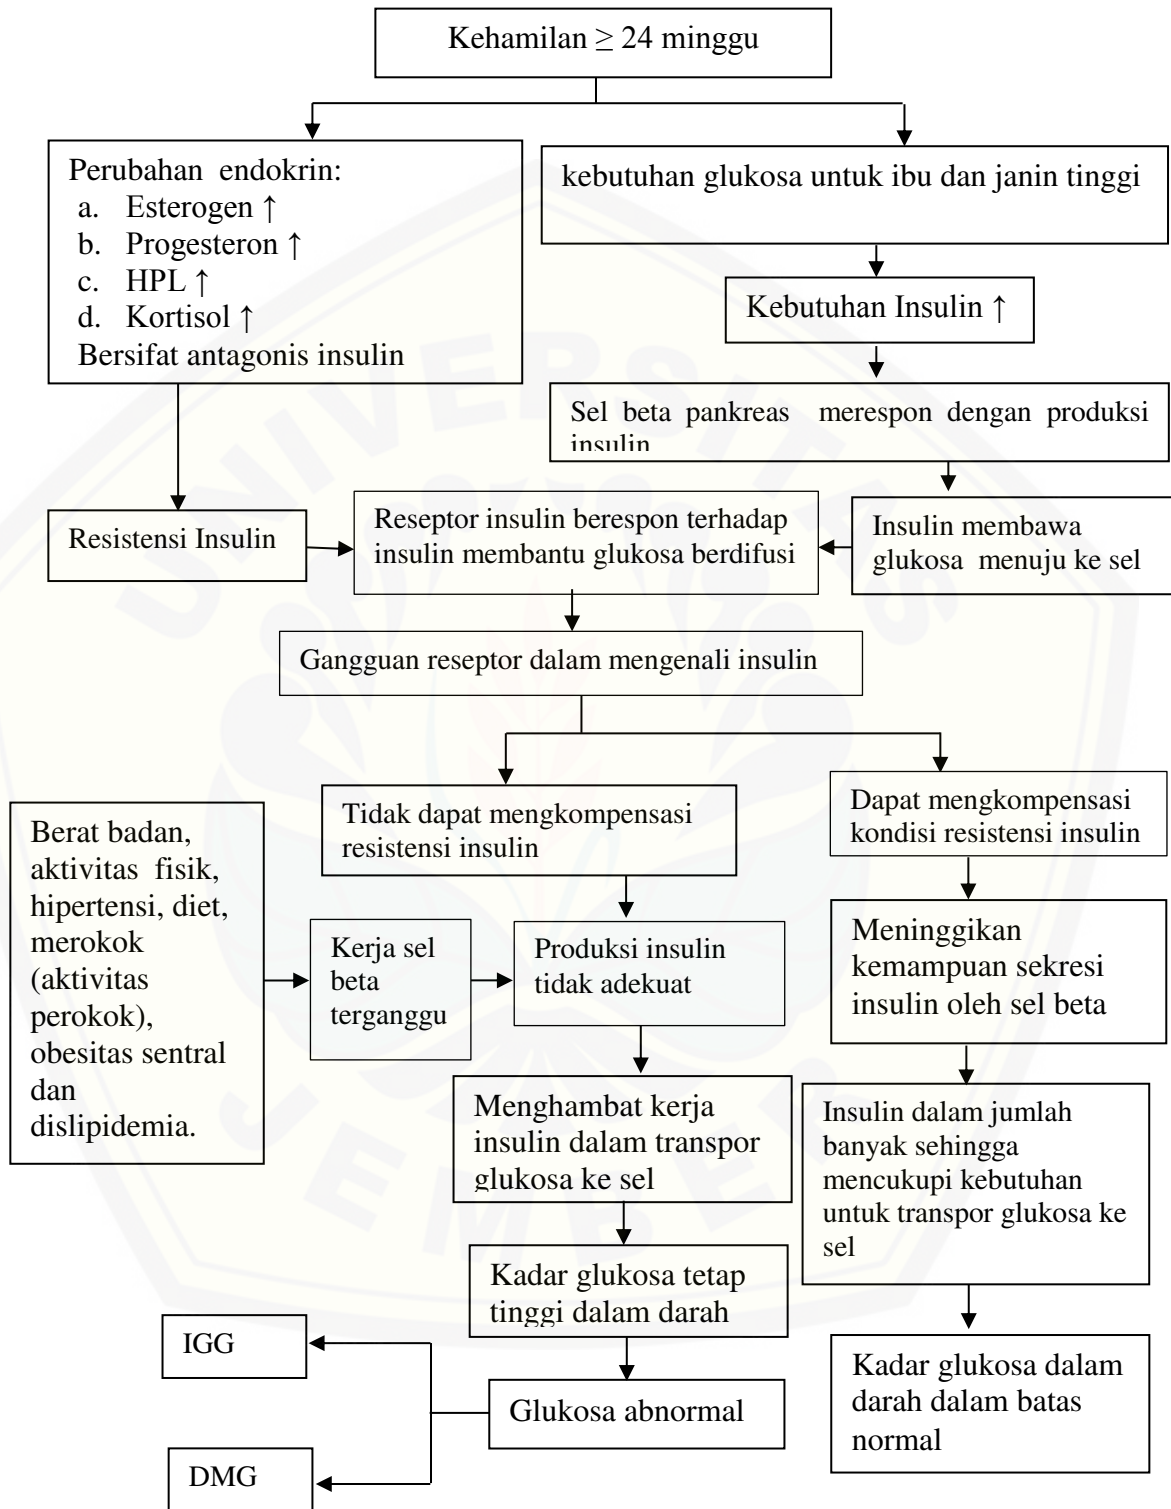 Kehamilan ≥ 24 minggu
Perubahan endokrin:
a. Esterogen ↑
b. Progesteron ↑
c. HPL ↑
d. Kortisol ↑
Bersifat antagonis insulin
kebutuhan glukosa untuk ibu dan janin tinggi
Kebutuhan Insulin ↑
Sel beta pankreas merespon dengan produksi
insulin
Resistensi Insulin
Reseptor insulin berespon terhadap
insulin membantu glukosa berdifusi
Insulin membawa
glukosa menuju ke sel
Gangguan reseptor dalam mengenali insulin
Tidak dapat mengkompensasi
resistensi insulin
Dapat mengkompensasi
kondisi resistensi insulin
Berat badan,
aktivitas fisik,
hipertensi, diet,
merokok
(aktivitas
perokok),
obesitas sentral
dan
dislipidemia.
Kerja sel
beta
terganggu
Produksi insulin
tidak adekuat
Meninggikan
kemampuan sekresi
insulin oleh sel beta
Menghambat kerja
insulin dalam transpor
glukosa ke sel
Insulin dalam jumlah
banyak sehingga
mencukupi kebutuhan
untuk transpor glukosa ke
sel
Kadar glukosa tetap
tinggi dalam darah
IGG
Glukosa abnormal
DMG
Kadar glukosa dalam
darah dalam batas
normal
UNIVERSITAS
JEMBER